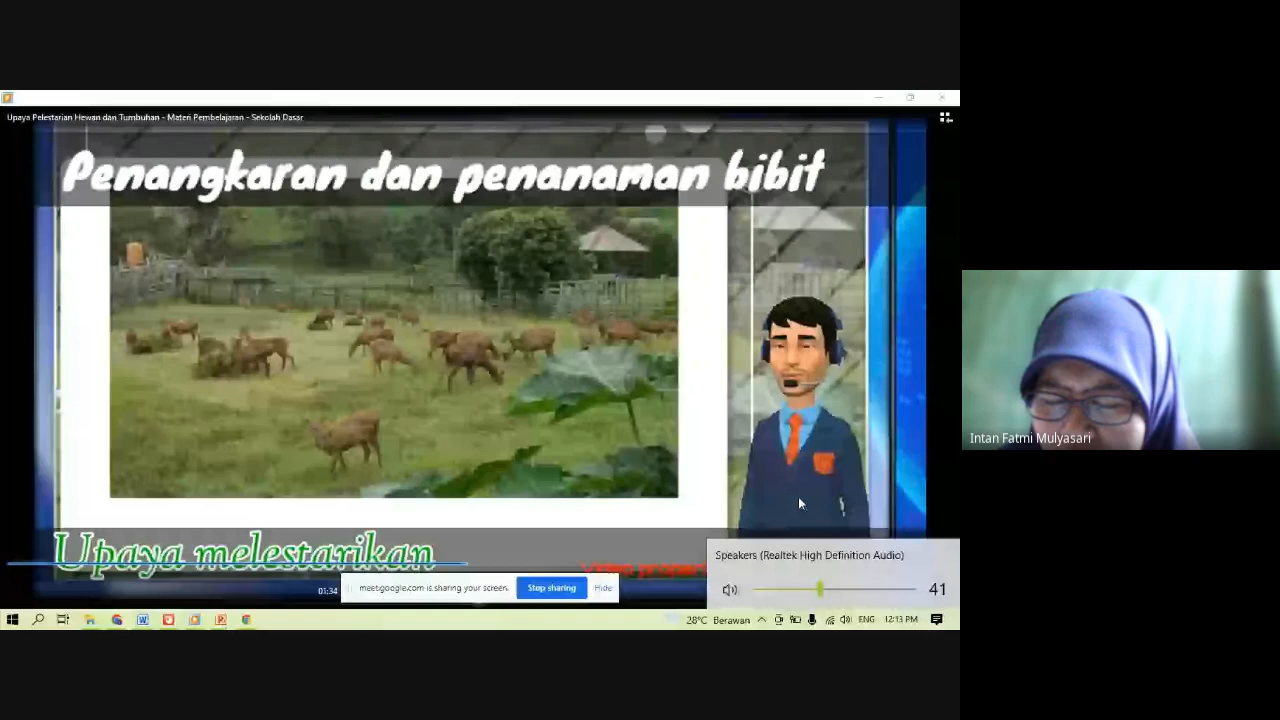 Upaya Pelestarian Hewan dan Tumbuhan - Materi Pembelajaran - Sekolah Dasar
Penangkaran dan penanaman bibit
Intan Fatmi Mulyasari
Upaya melestarikan
Speakers (Realtek High Definition Audio)
Video
41
01:34
meet.google.com is sharing your screen.
Stop sharing
Hide
28°C Berawan
ENG
12:13 PM